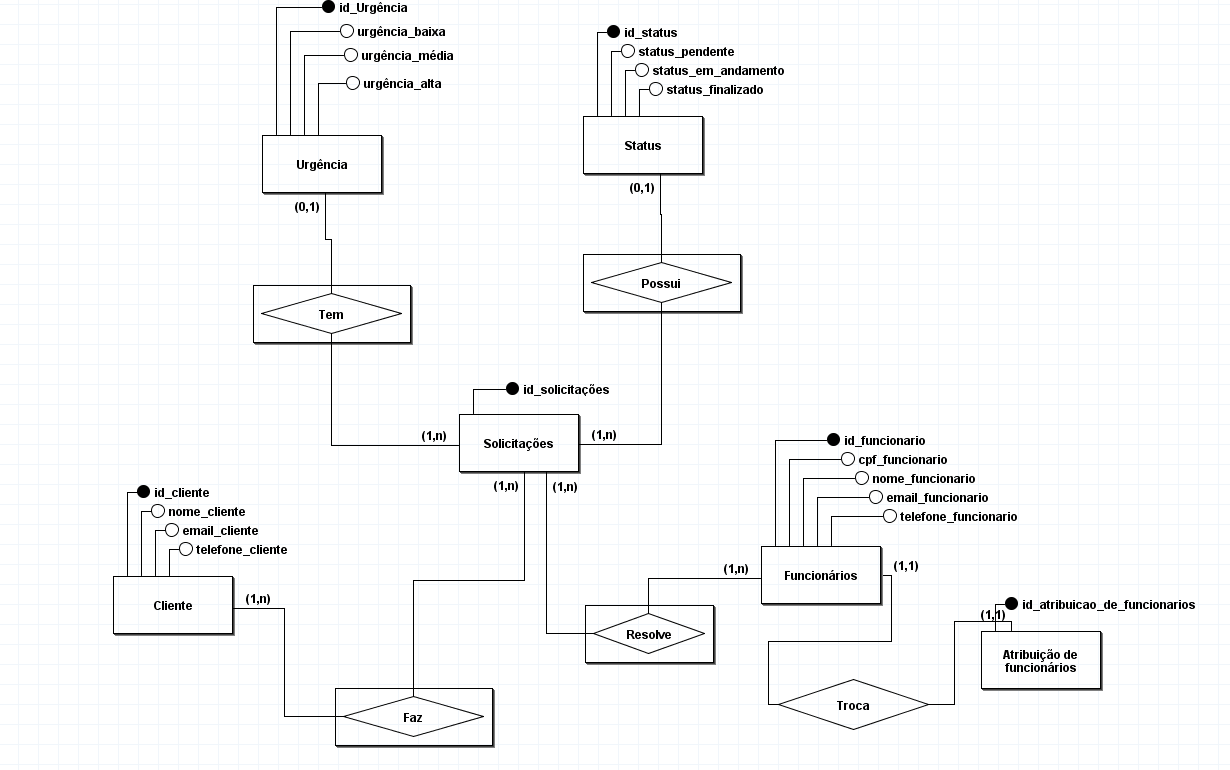 id_Urgência
urgência_baixa
urgência_média
urgência_alta
Urgência
(0,1)
Tem
id_status
status_pendente
status_em_andamento
status_finalizado
Status
(0,1)
Possui
id_solicitações
(1,n)
Solicitações
(1,n)
(1,n)
(1,n)
id_cliente
nome_cliente
email_cliente
telefone_cliente
Cliente
(1,n)
Faz
id_funcionario
cpf_funcionario
nome_funcionario
email_funcionario
telefone_funcionario
(1,n)
Funcionários
(1,1)
Resolve
id_atribuicao_de_funcionarios
(1,1)
Atribuição de
funcionários
Troca